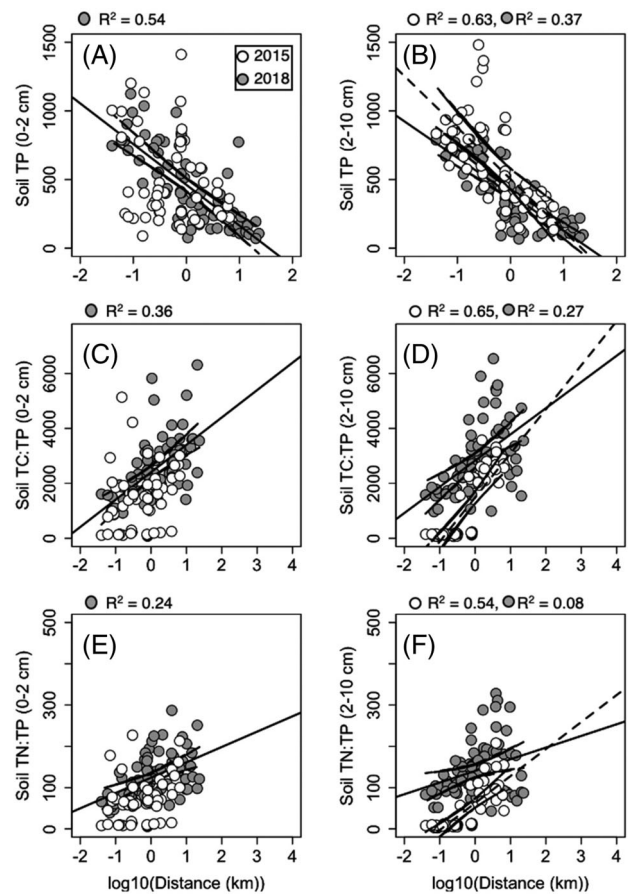 R² = 0.54
R² = 0.63, R² = 0.37
(A)
2015
2018
(B)
Soil TP (0-2 cm)
0 500 1000 1500
-2 -1 0 1 2
Soil TP (2-10 cm)
0 500 1000 1500
-2 -1 0 1 2
R² = 0.36
R² = 0.65, R² = 0.27
(C)
(D)
Soil TC:TP (0-2 cm)
0 2000 4000 6000
-2 -1 0 1 2 3 4
Soil TC:TP (2-10 cm)
0 2000 4000 6000
-2 -1 0 1 2 3 4
R² = 0.24
R² = 0.54, R² = 0.08
(E)
(F)
Soil TN:TP (0-2 cm)
0 100 300 500
-2 -1 0 1 2 3 4
log10(Distance (km))
Soil TN:TP (2-10 cm)
0 100 300 500
-2 -1 0 1 2 3 4
log10(Distance (km))